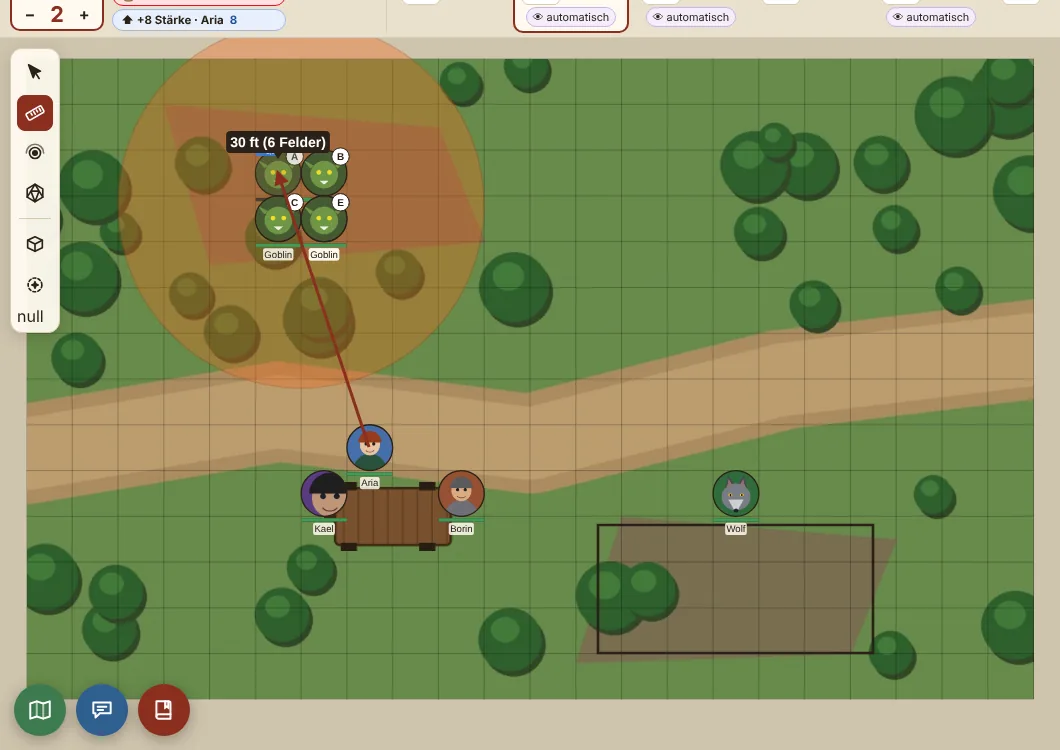 − 2 +
+8 Stärke · Aria 8
automatisch
automatisch
automatisch
30 ft (6 Felder)
A
B
C
E
Goblin
Goblin
null
Aria
Kael
Borin
Wolf